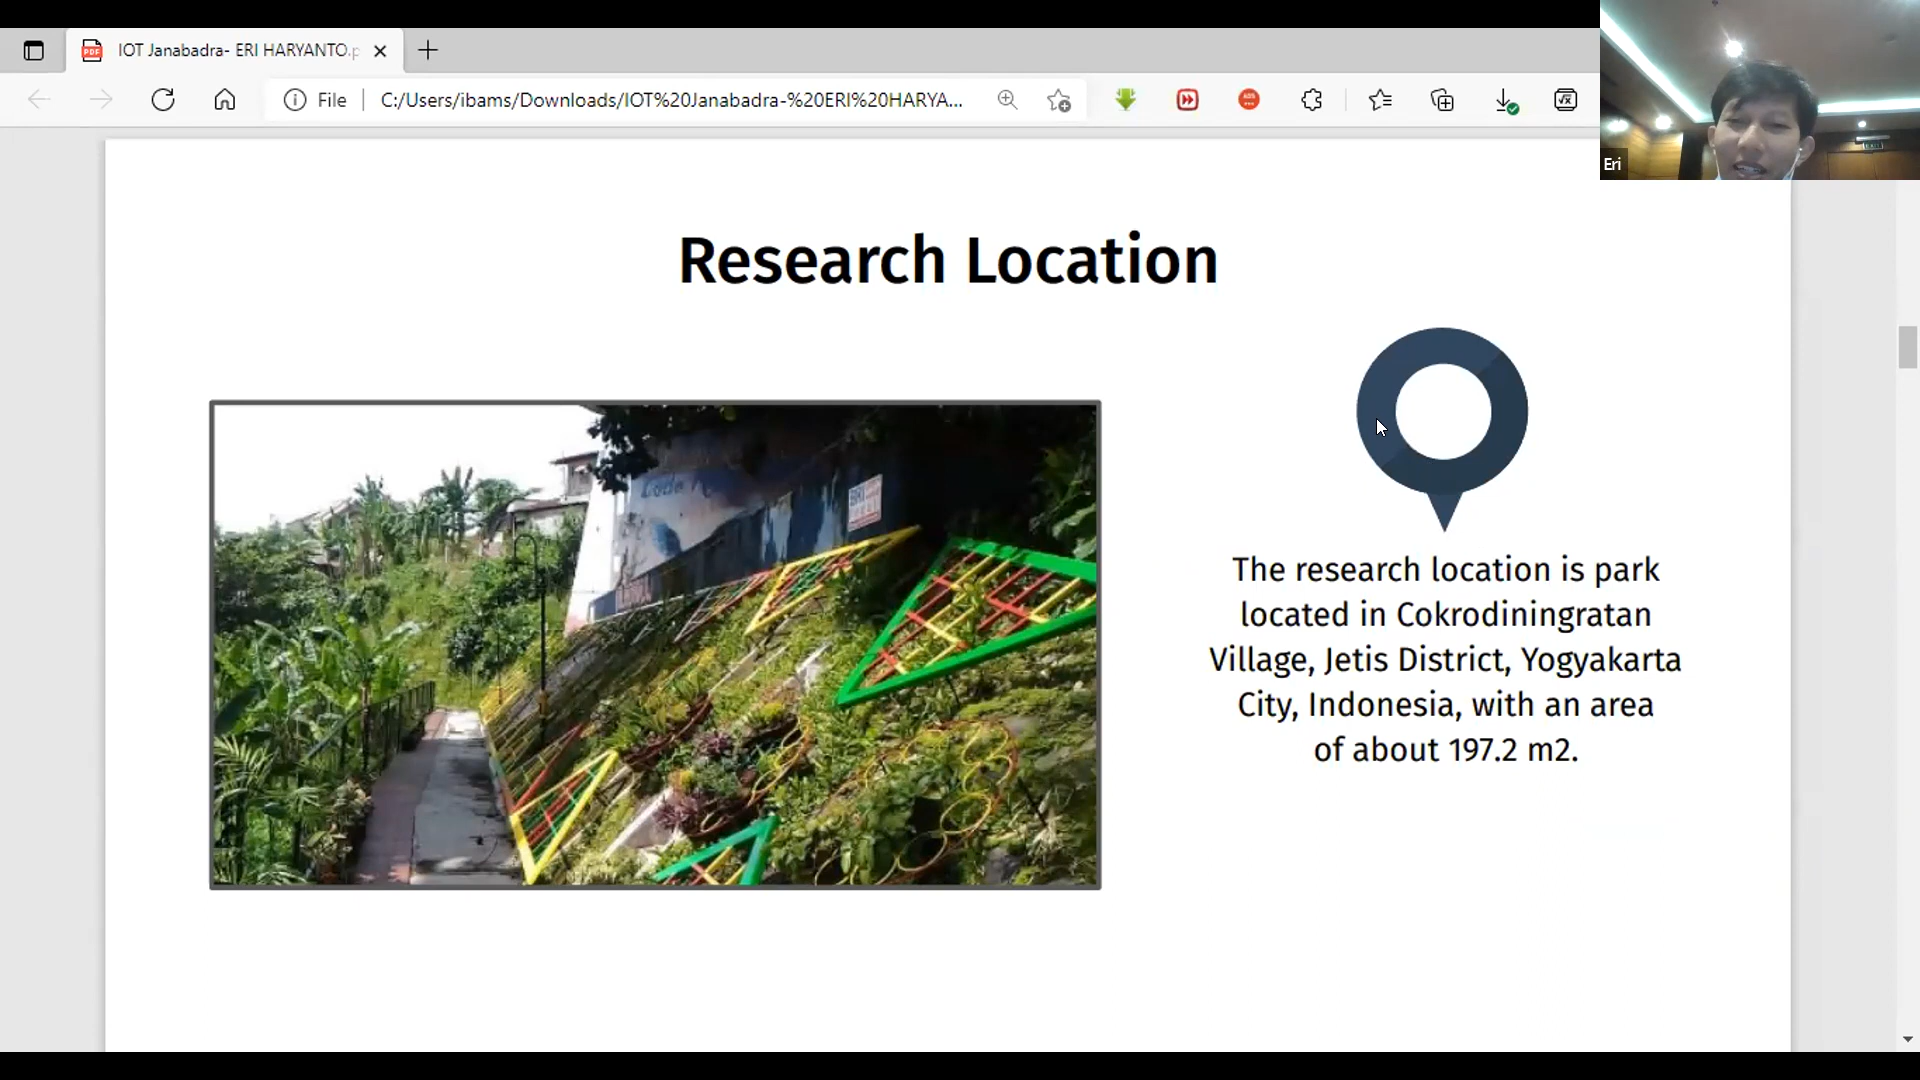 IOT Janabadra- ERI HARYANTO.p
File
C:/Users/ibams/Downloads/IOT%20Janabadra-%20ERI%20HARYA...
Eri
Research Location
The research location is park
located in Cokrodiningratan
Village, Jetis District, Yogyakarta
City, Indonesia, with an area
of about 197.2 m2.